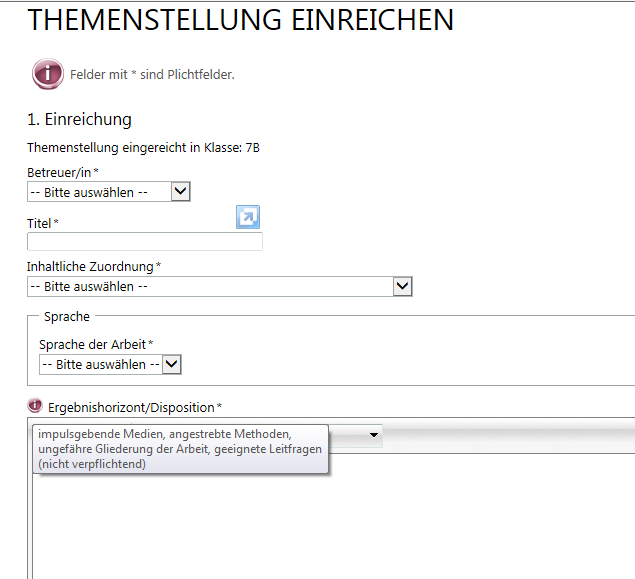 THEMENSTELLUNG EINREICHEN
Felder mit * sind Plichtfelder.
1. Einreichung
Themenstellung eingereicht in Klasse: 7B
Betreuer/in *
-- Bitte auswählen --
Titel *
Inhaltliche Zuordnung *
-- Bitte auswählen --
Sprache
Sprache der Arbeit *
-- Bitte auswählen --
Ergebnishorizont/Disposition *
impulsgebende Medien, angestrebte Methoden,
ungefähre Gliederung der Arbeit, geeignete Leitfragen
(nicht verpflichtend)